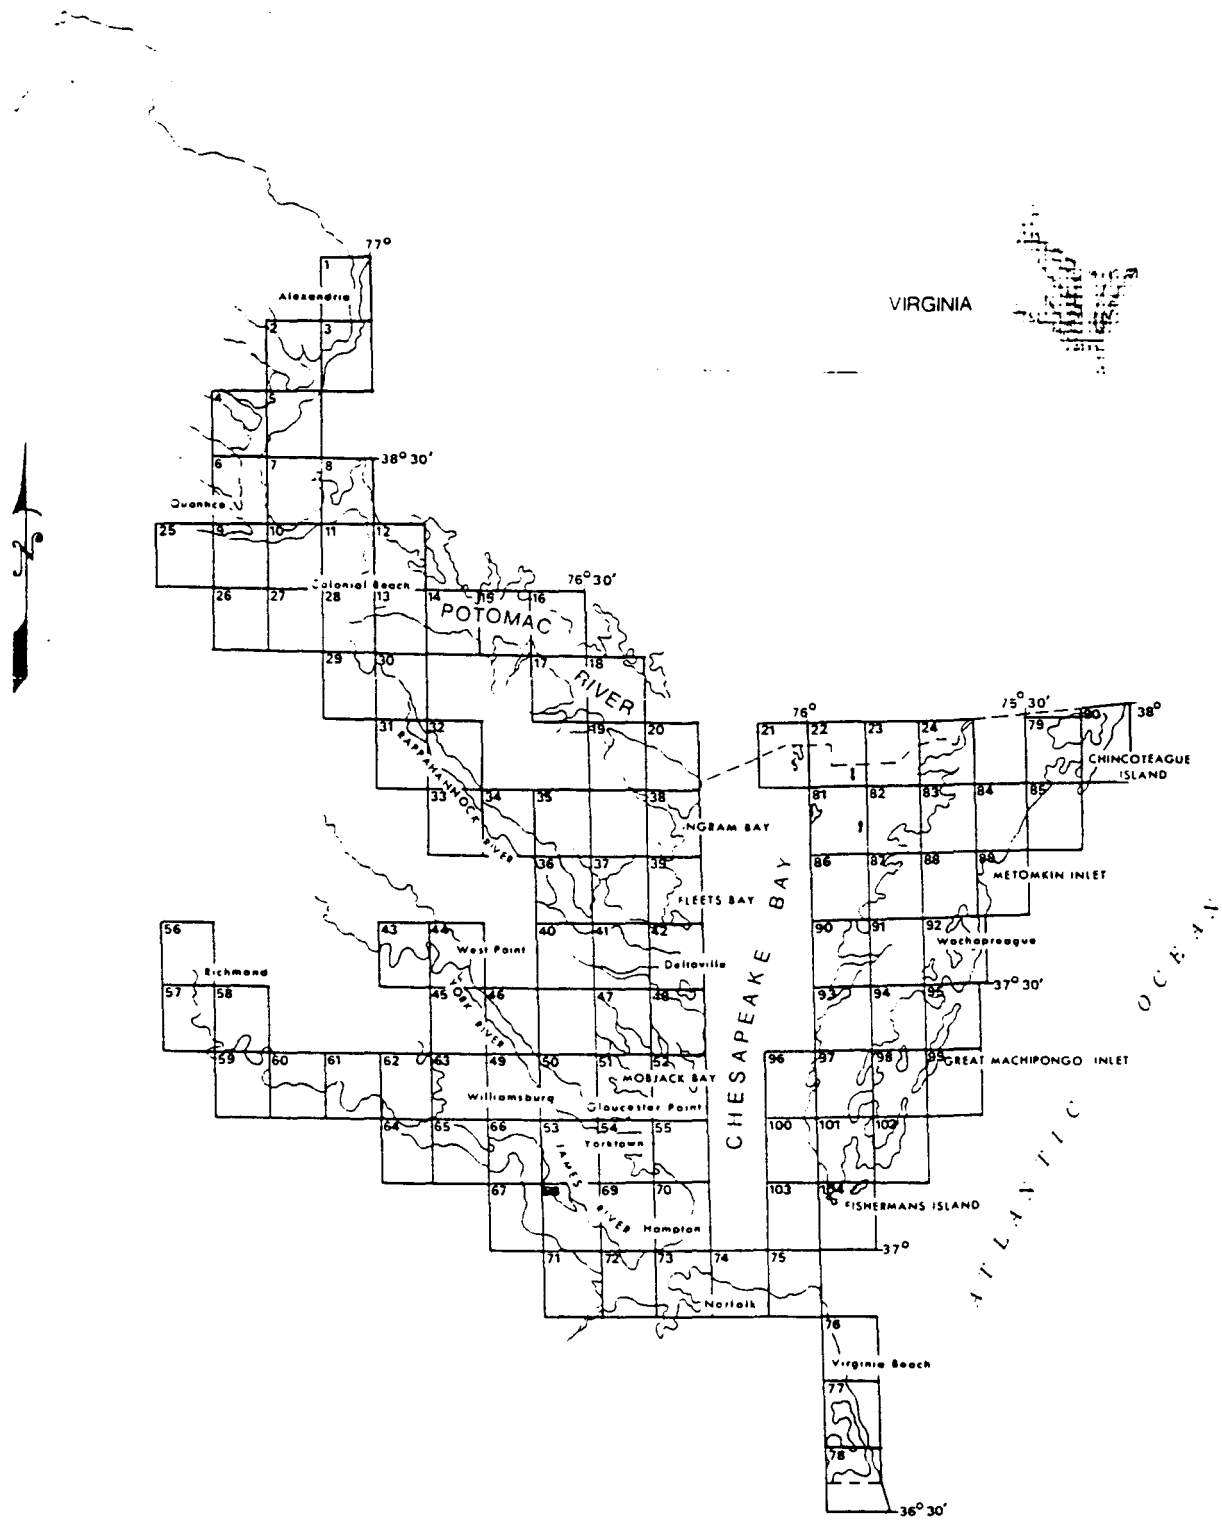 77°
1
Alexandria
VIRGINIA
2 3
4 5
6 7 8 38° 30'
Quantico
25 9 10 11 12
Colonial Beach
76° 30'
26 27 28 13 14 15 16
POTOMAC
29 30 17 18
RIVER
76°
75° 30'
38°
31 32 19 20 21 22 23 24 79 80
RAPPAHANNOCK RIVER
CHINCOTEAGUE
ISLAND
33 34 35 38 81 82 83 84 85
INGRAM BAY
36 37 39 86 87 88 89
METOMKIN INLET
FLEETS BAY
56 43 44 40 41 42 90 91 92
West Point
Wachapreague
Deltaville
Richmond
57 58 45 46 47 48 93 94 95 37° 30'
YORK RIVER
CHESAPEAKE BAY
ATLANTIC OCEAN
59 60 61 62 63 49 50 51 52 96 97 98 99
GREAT MACHIPONGO INLET
MOBJACK BAY
Williamsburg
Gloucester Point
64 65 66 53 54 55 100 101 102
Yorktown
JAMES RIVER
67 68 69 70 103 104
FISHERMANS ISLAND
Hampton
71 72 73 74 75 37°
Norfolk
76
Virginia Beach
77
78
36° 30'